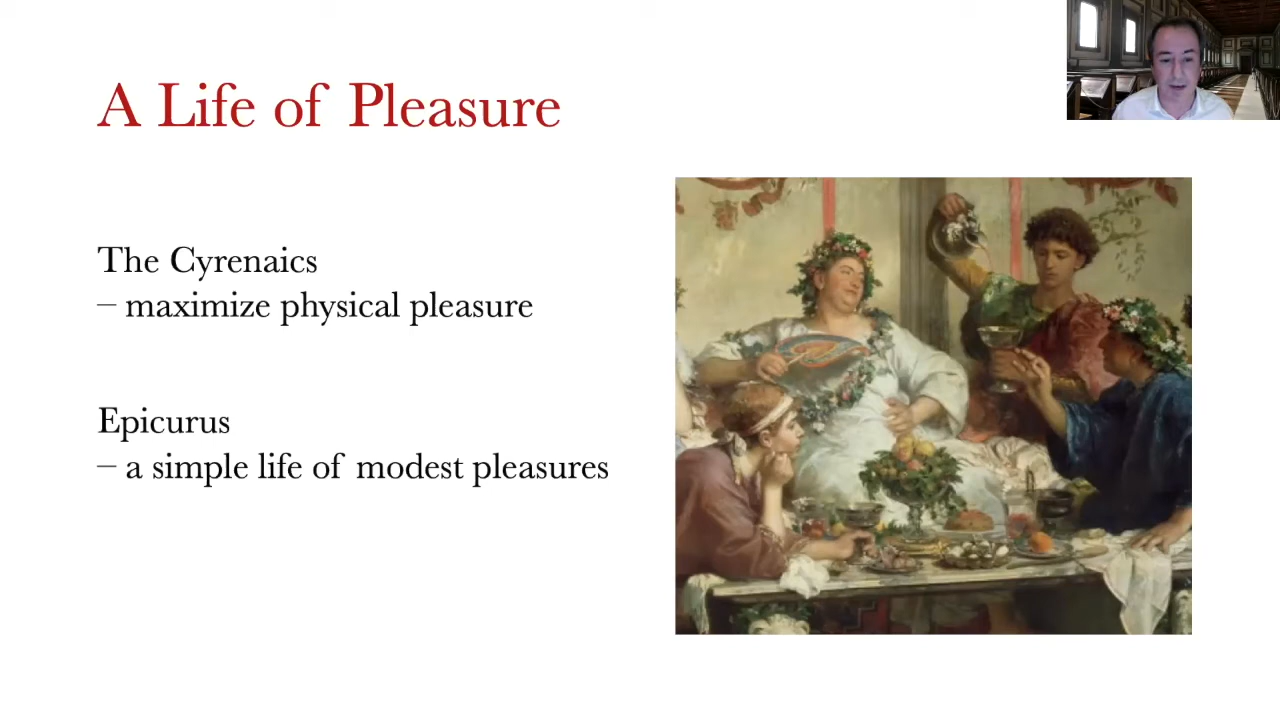 A Life of Pleasure
The Cyrenaics
– maximize physical pleasure
Epicurus
– a simple life of modest pleasures